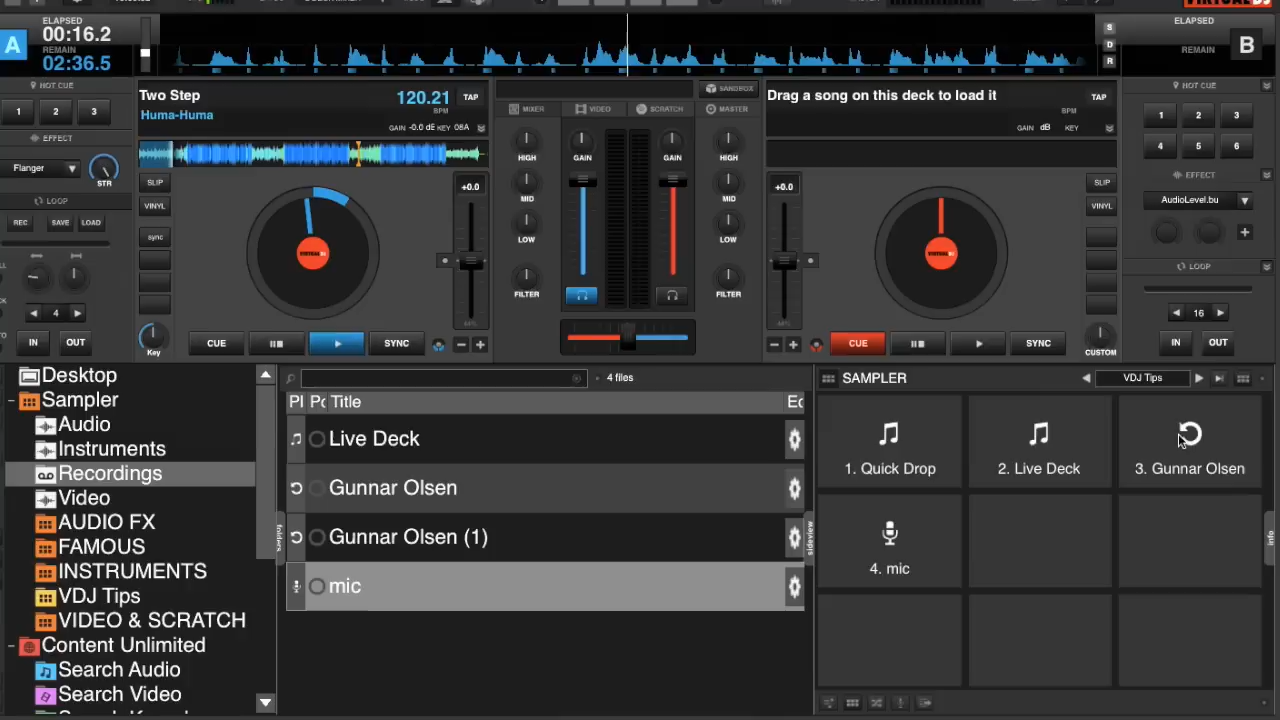 ELAPSED
A
00:16.2
REMAIN
02:36.5
S
D
R
ELAPSED
REMAIN
B
HOT CUE
1 2 3
EFFECT
Flanger
STR
LOOP
REC SAVE LOAD
4
IN OUT
Two Step
120.21 TAP
BPM
Huma-Huma
GAIN -0.0 dB KEY 08A
SLIP
VINYL
sync
Key
+0.0
CUE
SYNC
SANDBOX
MIXER VIDEO SCRATCH MASTER
HIGH GAIN GAIN HIGH
MID MID
LOW LOW
FILTER FILTER
VIRTUAL DJ
Drag a song on this deck to load it
TAP
BPM
GAIN dB KEY
+0.0
SLIP
VINYL
CUE
SYNC
CUSTOM
HOT CUE
1 2 3
4 5 6
EFFECT
AudioLevel.bu
LOOP
16
IN OUT
Desktop
Sampler
Audio
Instruments
Recordings
Video
AUDIO FX
FAMOUS
INSTRUMENTS
VDJ Tips
VIDEO & SCRATCH
Content Unlimited
Search Audio
Search Video
folders
4 files
Pl Title
Live Deck
Gunnar Olsen
Gunnar Olsen (1)
mic
sideview
SAMPLER
VDJ Tips
1. Quick Drop
2. Live Deck
3. Gunnar Olsen
4. mic
info